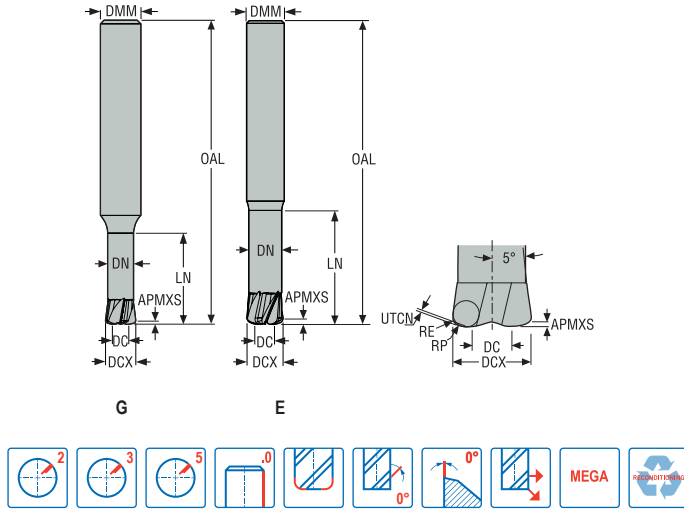 DMM
DMM
OAL
OAL
DN
DN
LN
LN
5°
APMXS
APMXS
UTCN
RE
RP
APMXS
DC
DC
DC
DCX
DCX
DCX
G
E
2
3
5
.0
0°
0°
MEGA
RECONDITIONING